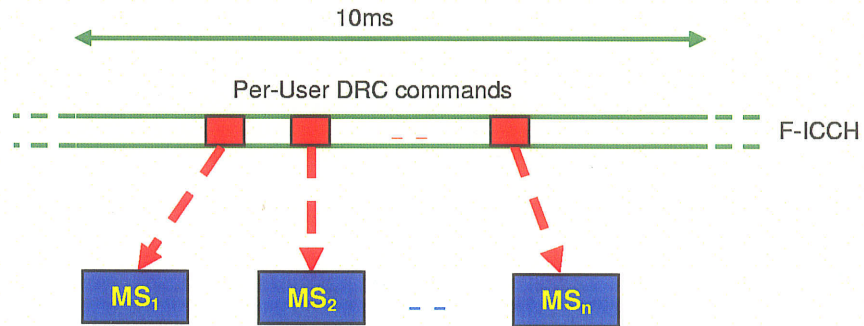 10ms
Per-User DRC commands
F-ICCH
MS₁
MS₂
MSₙ